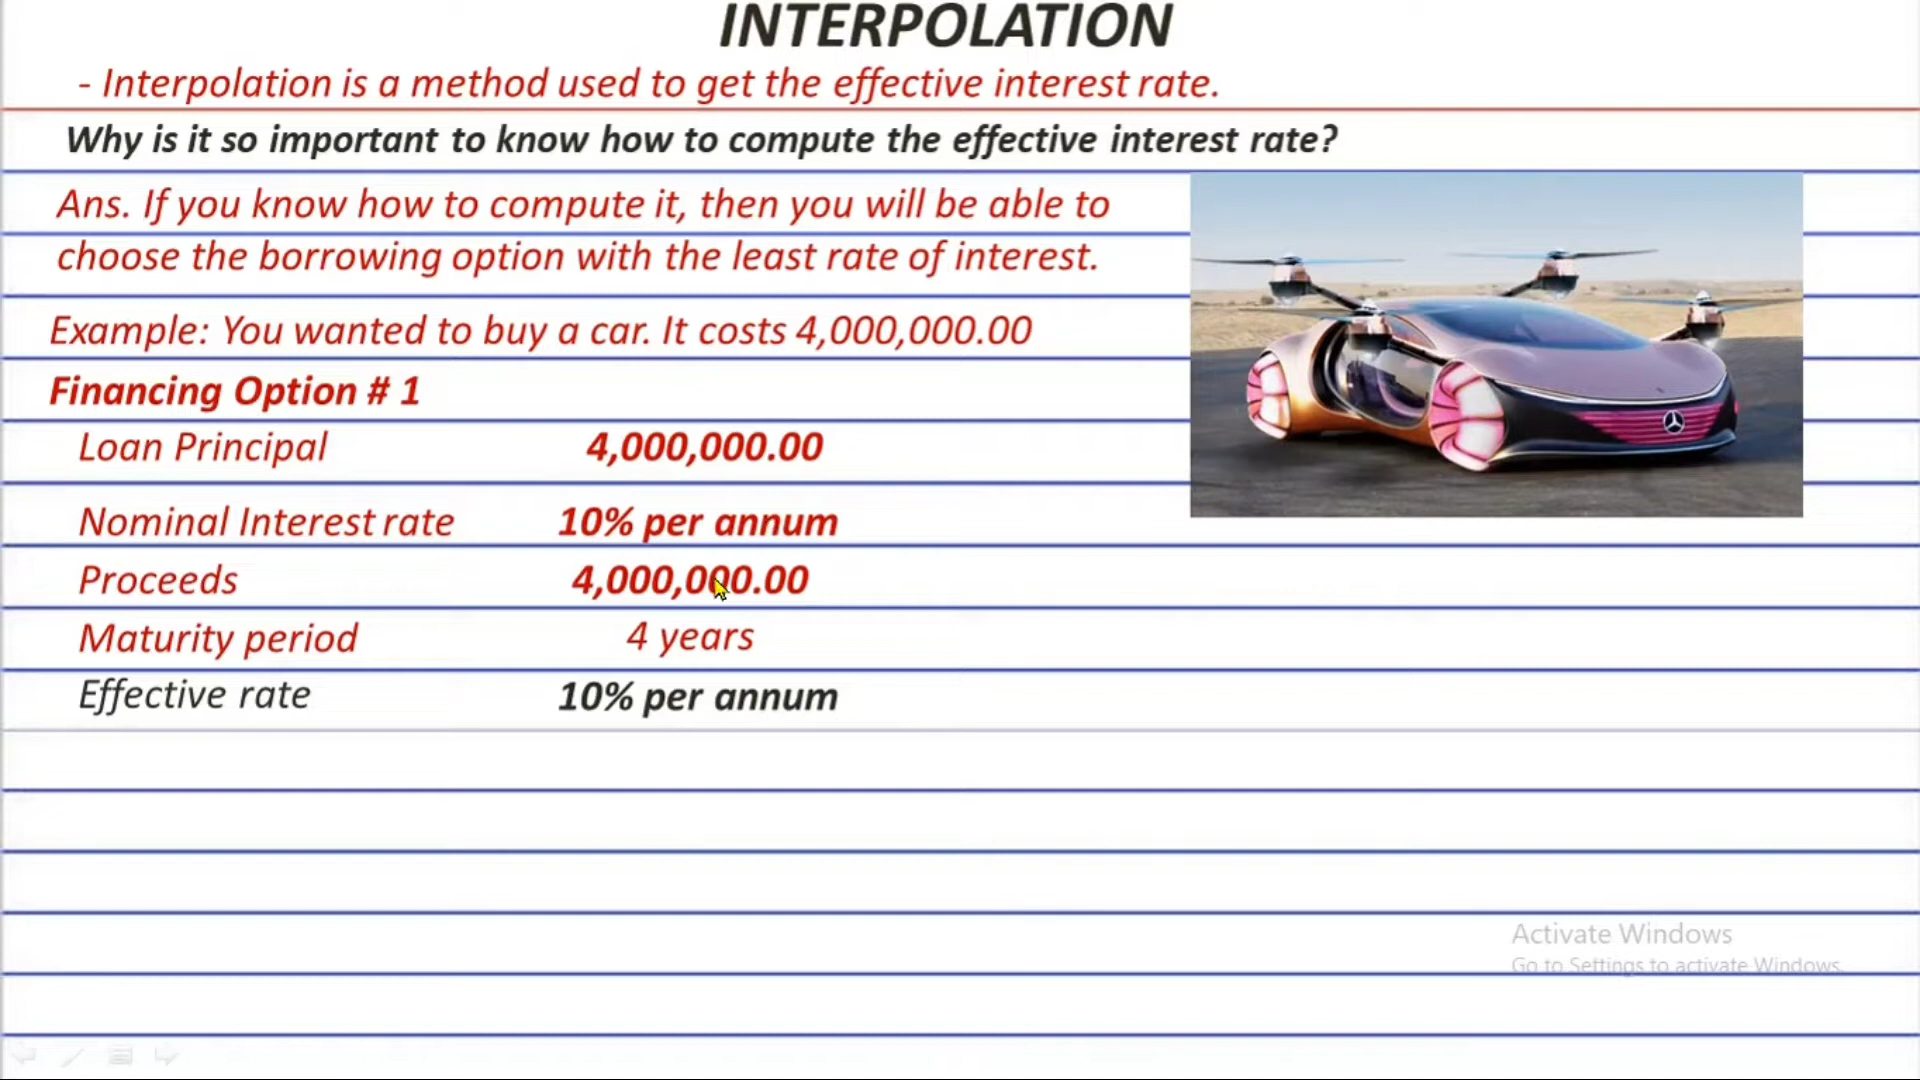 INTERPOLATION
- Interpolation is a method used to get the effective interest rate.
Why is it so important to know how to compute the effective interest rate?
Ans. If you know how to compute it, then you will be able to
choose the borrowing option with the least rate of interest.
Example: You wanted to buy a car. It costs 4,000,000.00
Financing Option # 1
Loan Principal 4,000,000.00
Nominal Interest rate 10% per annum
Proceeds 4,000,000.00
Maturity period 4 years
Effective rate 10% per annum
Activate Windows
Go to Settings to activate Windows.